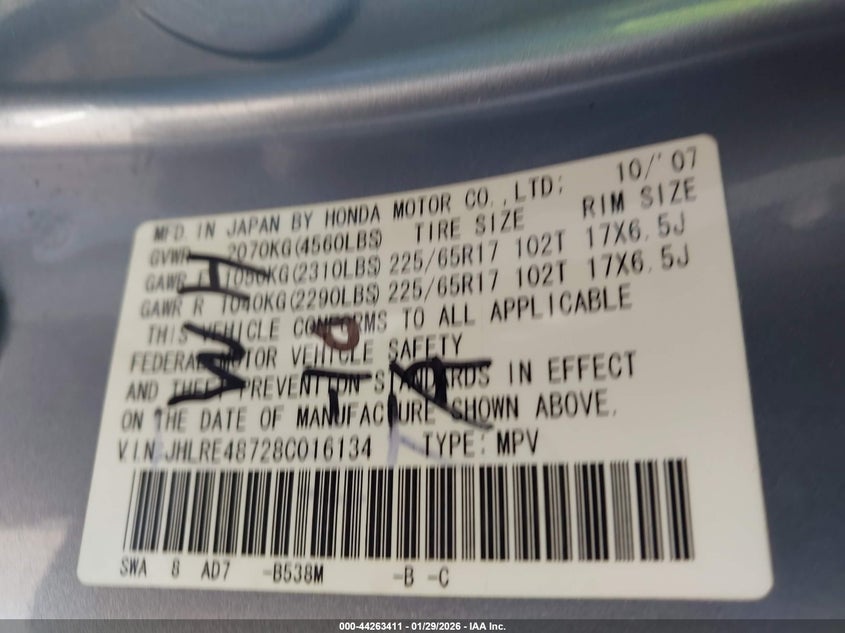 MFD. IN JAPAN BY HONDA MOTOR CO.,LTD; 10/'07
GVWR 2070KG(4560LBS) TIRE SIZE RIM SIZE
GAWR F 1050KG(2310LBS) 225/65R17 102T 17X6.5J
GAWR R 1040KG(2290LBS) 225/65R17 102T 17X6.5J
THIS VEHICLE CONFORMS TO ALL APPLICABLE
FEDERAL MOTOR VEHICLE SAFETY
AND THEFT PREVENTION STANDARDS IN EFFECT
ON THE DATE OF MANUFACTURE SHOWN ABOVE.
VIN:JHLRE48728C016134 TYPE:MPV
SWA 8 AD7 -B538M -B -C
000-44263411 - 01/29/2026 - IAA Inc.